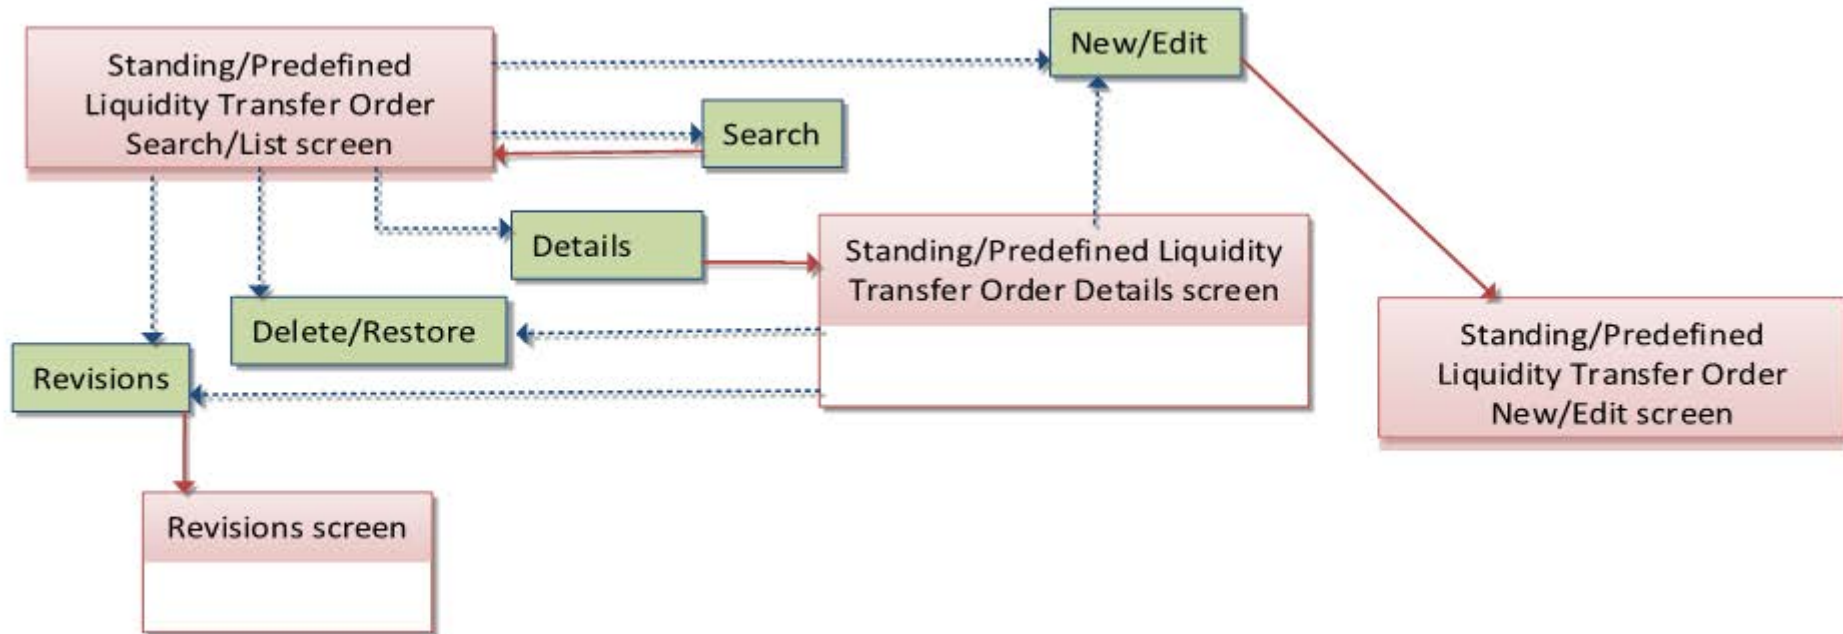 Standing/Predefined
Liquidity Transfer Order
Search/List screen
New/Edit
Search
Details
Standing/Predefined Liquidity
Transfer Order Details screen
Delete/Restore
Revisions
Standing/Predefined
Liquidity Transfer Order
New/Edit screen
Revisions screen